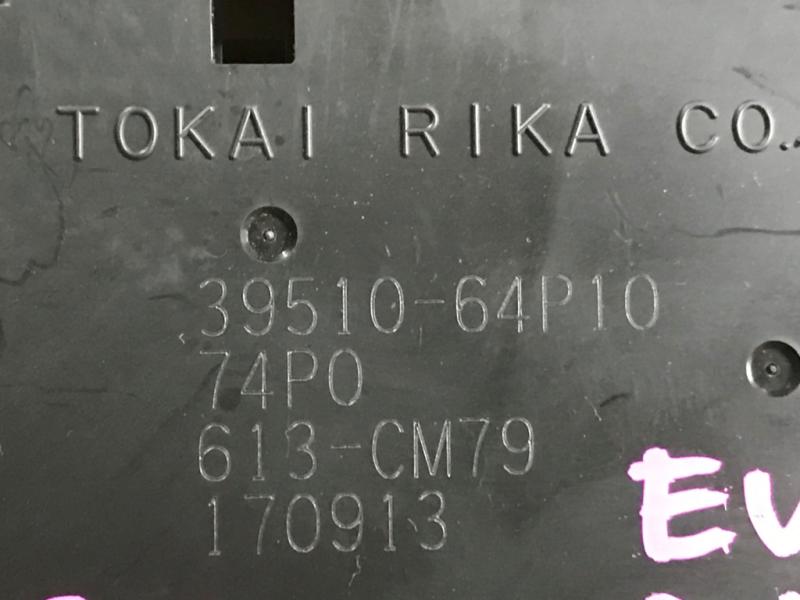 TOKAI RIKA CO.
39510-64P10
74P0
613-CM79
170913